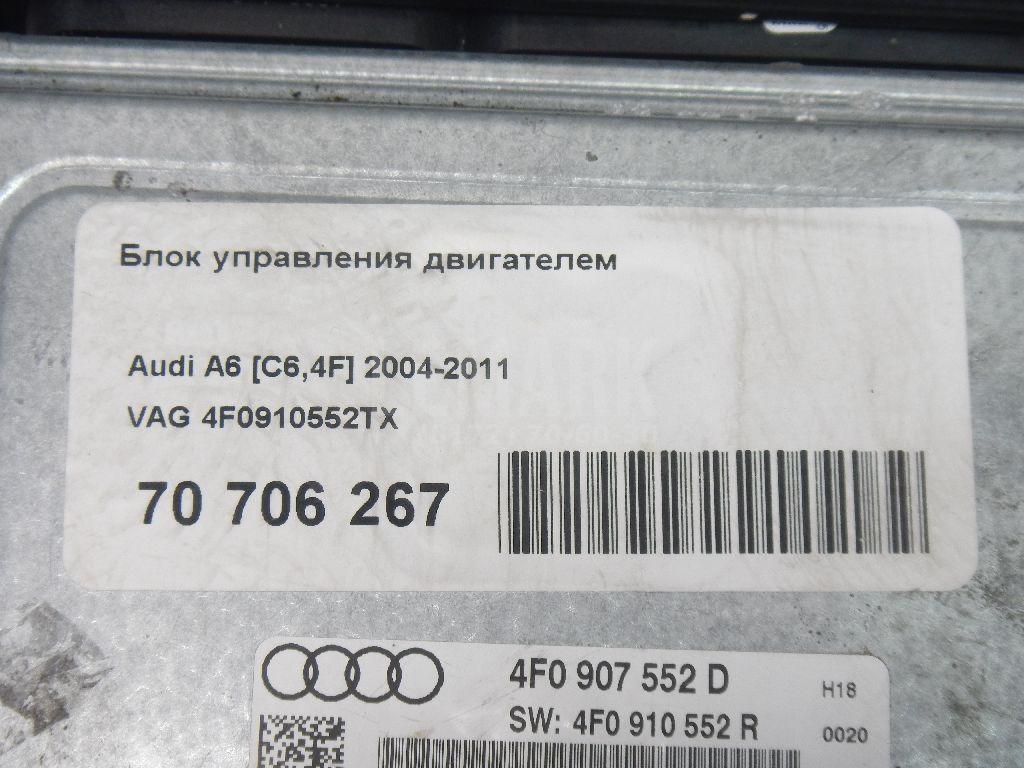 Блок управления двигателем
Audi A6 [C6,4F] 2004-2011
VAG 4F0910552TX
70 706 267
4F0 907 552 D
H18
SW: 4F0 910 552 R
0020